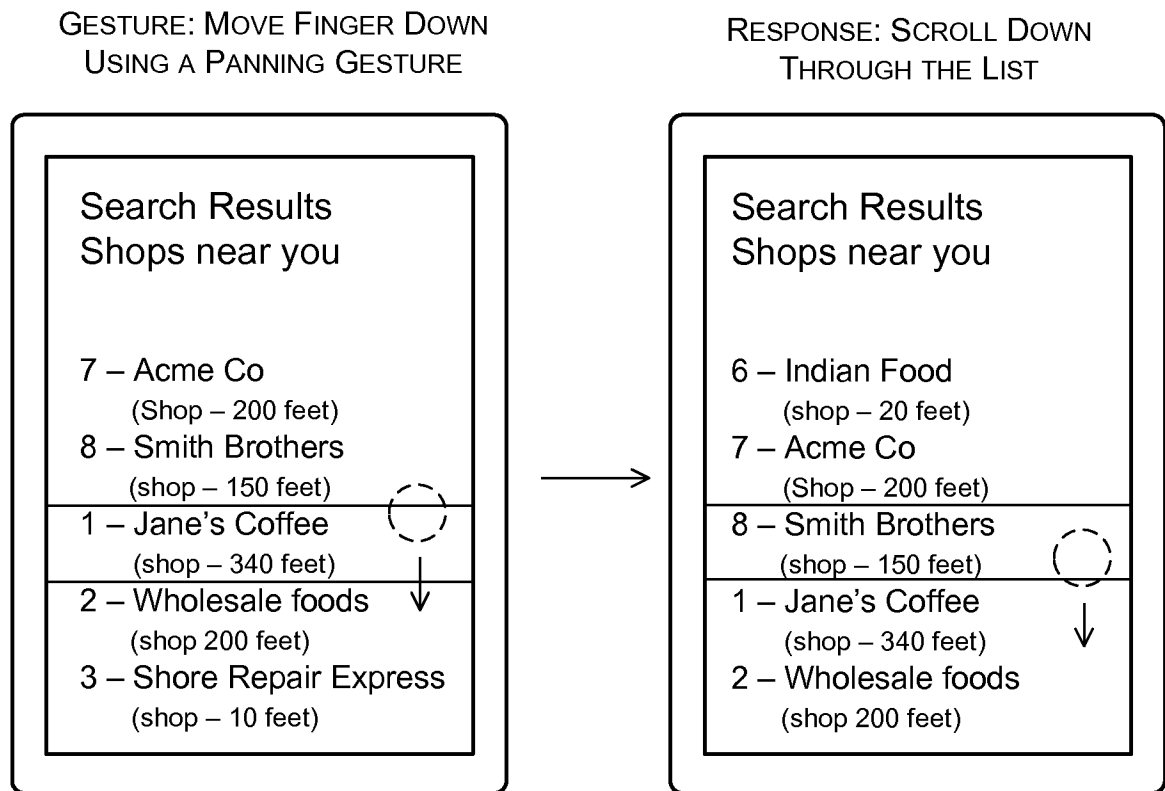 GESTURE: MOVE FINGER DOWN
USING A PANNING GESTURE
Search Results
Shops near you
7 – Acme Co
(Shop – 200 feet)
8 – Smith Brothers
(shop – 150 feet)
1 – Jane's Coffee
(shop – 340 feet)
2 – Wholesale foods
(shop 200 feet)
3 – Shore Repair Express
(shop – 10 feet)
RESPONSE: SCROLL DOWN
THROUGH THE LIST
Search Results
Shops near you
6 – Indian Food
(shop – 20 feet)
7 – Acme Co
(Shop – 200 feet)
8 – Smith Brothers
(shop – 150 feet)
1 – Jane's Coffee
(shop – 340 feet)
2 – Wholesale foods
(shop 200 feet)